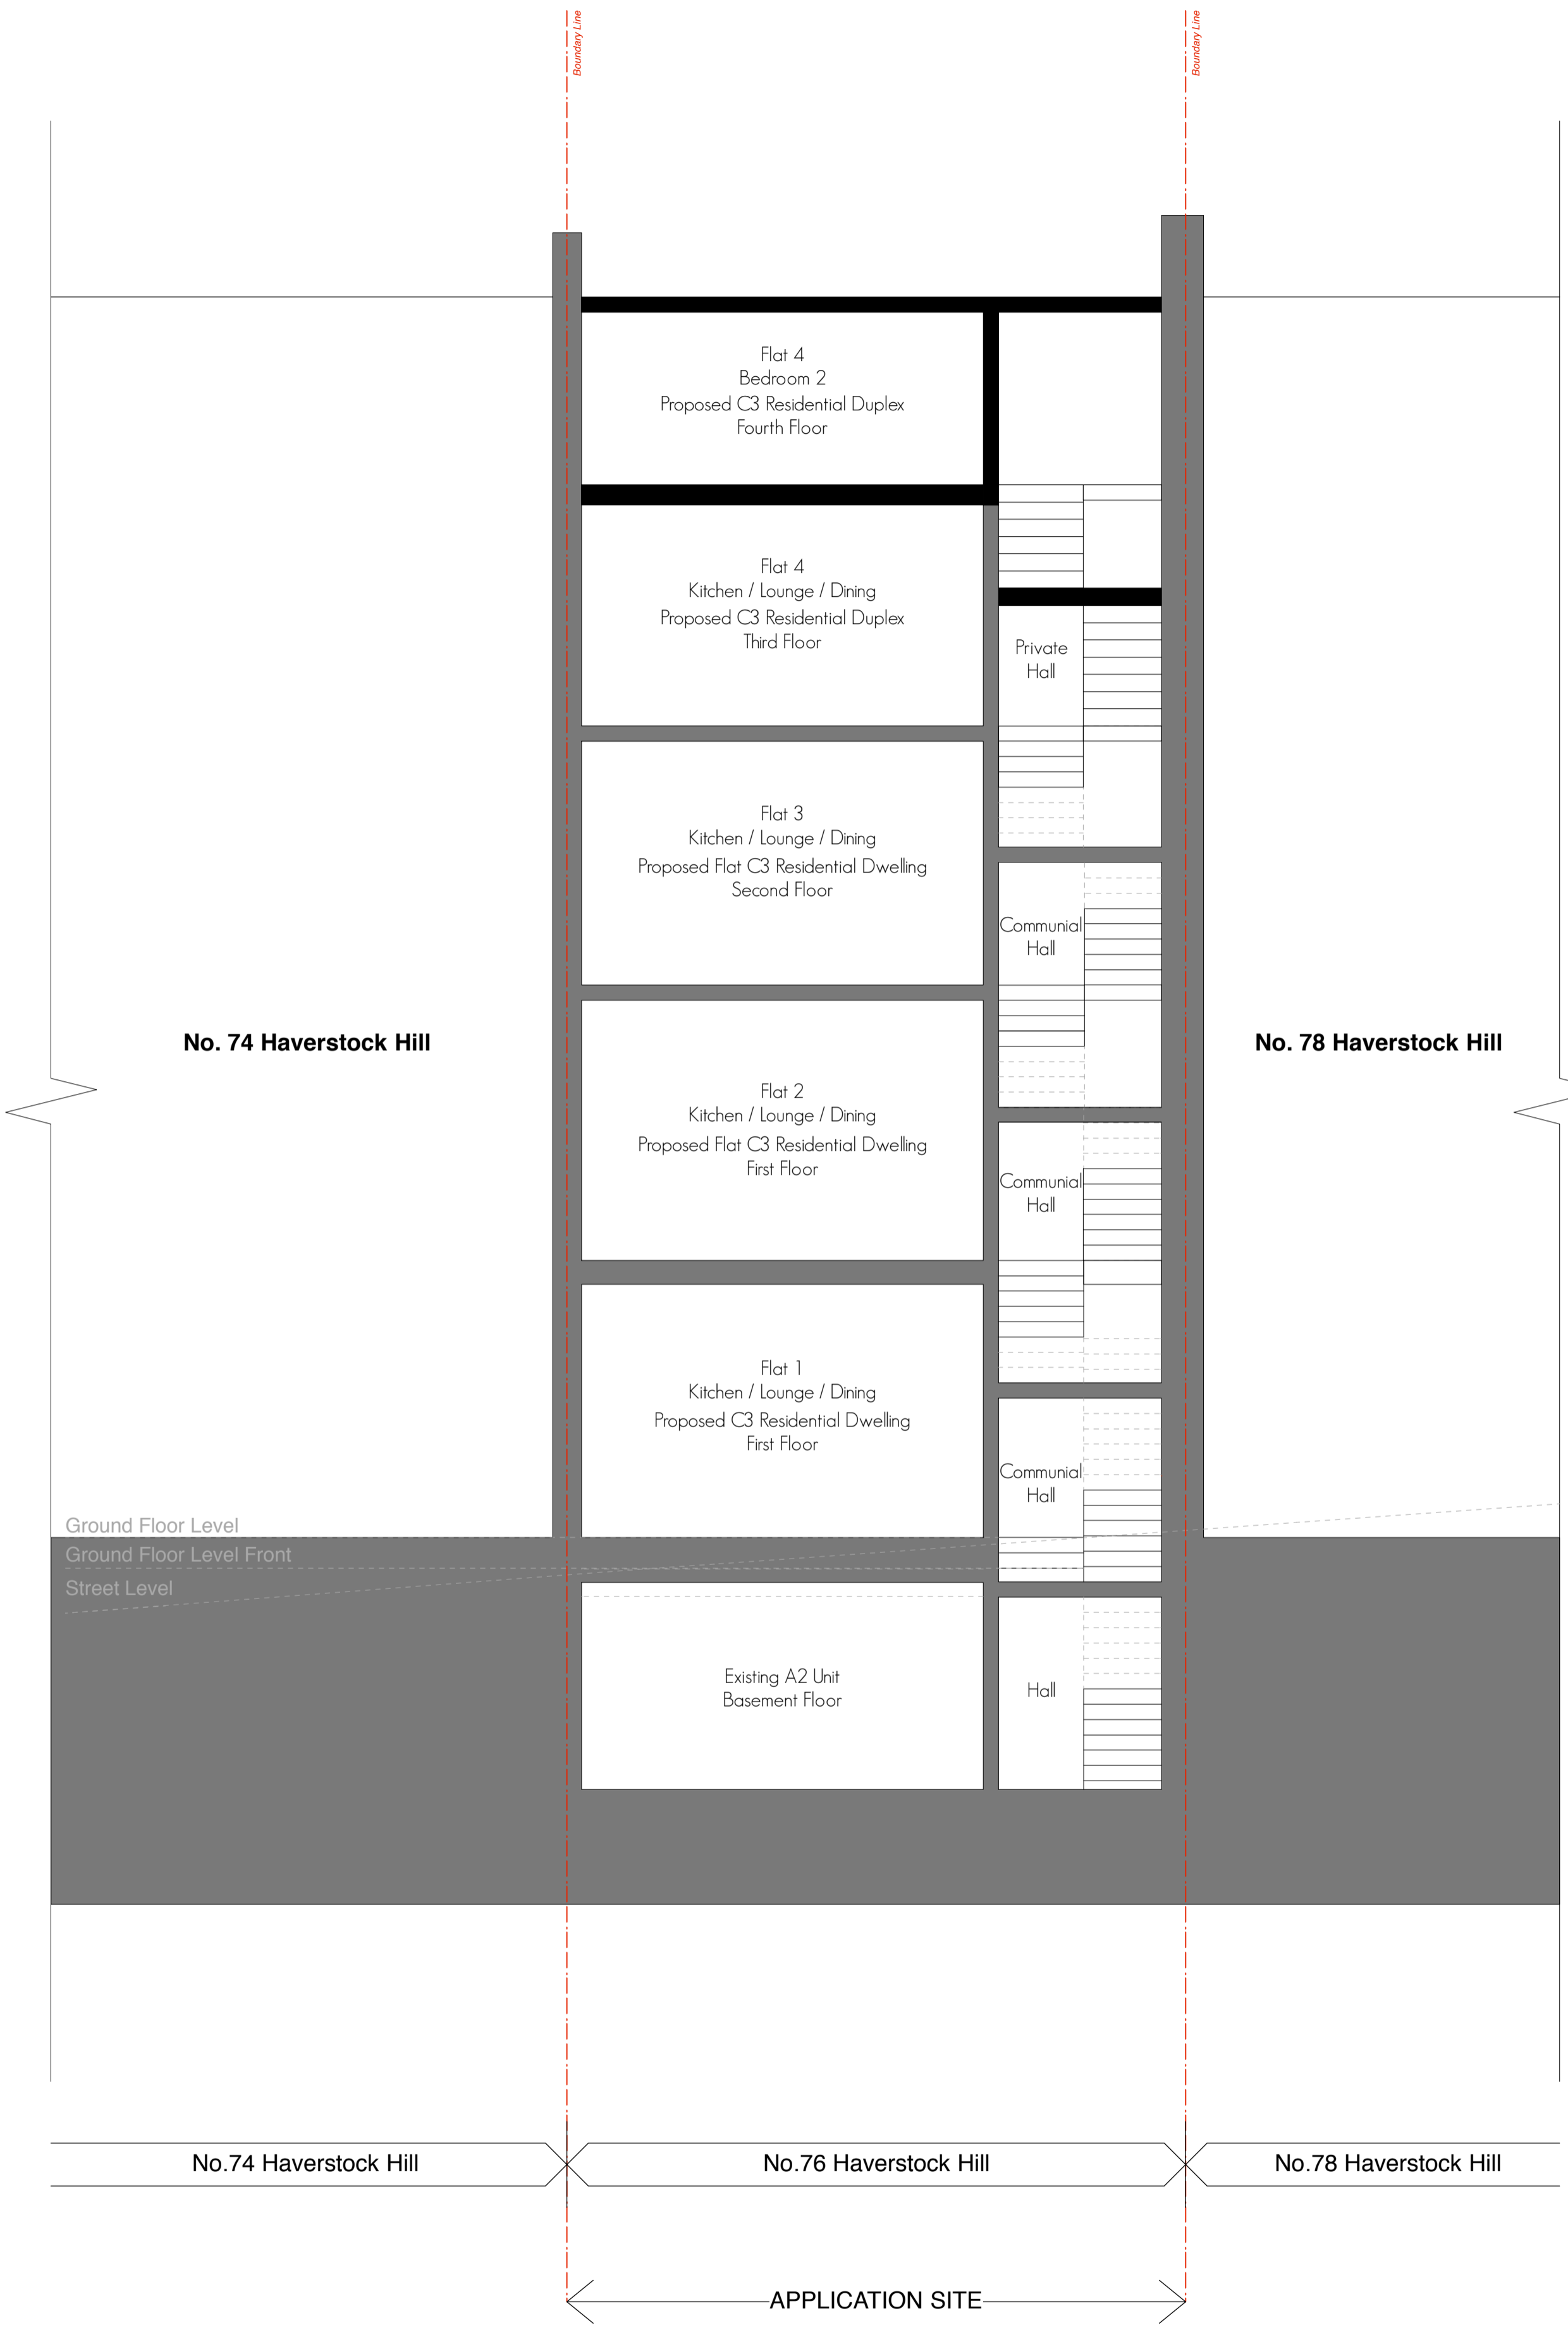 Boundary Line
Boundary Line
Flat 4
Bedroom 2
Proposed C3 Residential Duplex
Fourth Floor
Flat 4
Kitchen / Lounge / Dining
Proposed C3 Residential Duplex
Third Floor
Private
Hall
Flat 3
Kitchen / Lounge / Dining
Proposed Flat C3 Residential Dwelling
Second Floor
Communial
Hall
No. 74 Haverstock Hill
No. 78 Haverstock Hill
Flat 2
Kitchen / Lounge / Dining
Proposed Flat C3 Residential Dwelling
First Floor
Communial
Hall
Flat 1
Kitchen / Lounge / Dining
Proposed C3 Residential Dwelling
First Floor
Communial
Hall
Ground Floor Level
Ground Floor Level Front
Street Level
Existing A2 Unit
Basement Floor
Hall
No.74 Haverstock Hill
No.76 Haverstock Hill
No.78 Haverstock Hill
APPLICATION SITE